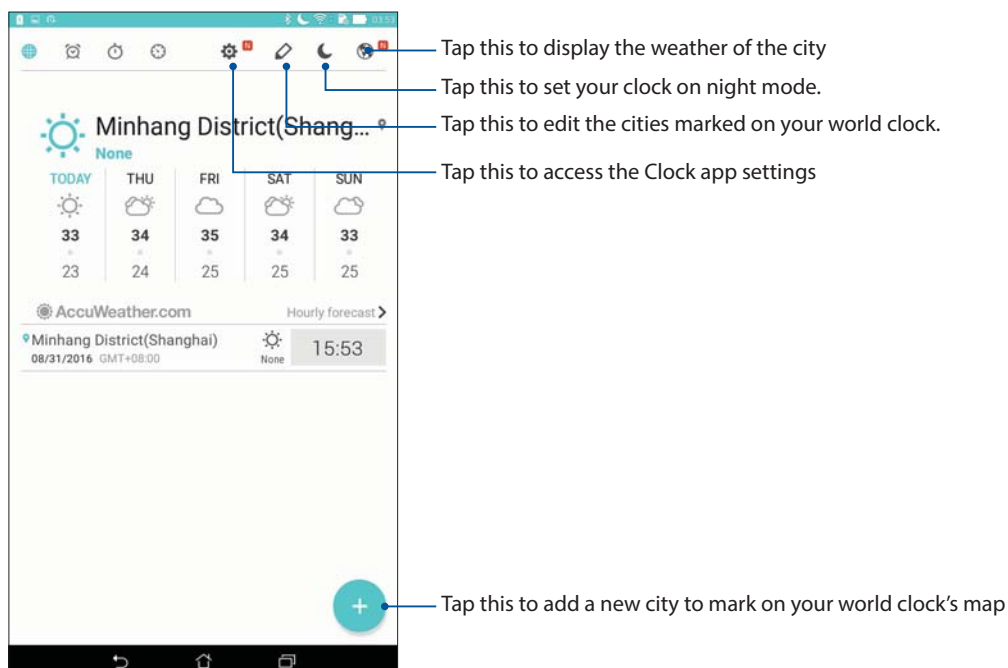 03:53
N
N
Tap this to display the weather of the city
Tap this to set your clock on night mode.
Minhang District(Shang...
Tap this to edit the cities marked on your world clock.
None
Tap this to access the Clock app settings
TODAY THU FRI SAT SUN
33 34 35 34 33
23 24 25 25 25
AccuWeather.com Hourly forecast
Minhang District(Shanghai)
08/31/2016 GMT+08:00 None 15:53
Tap this to add a new city to mark on your world clock’s map